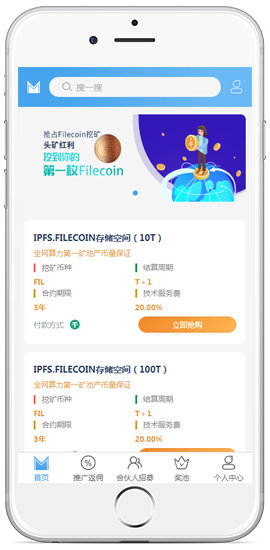 搜一搜
抢占Filecoin挖矿
头矿红利
挖到你的
第一枚Filecoin
IPFS.FILECOIN存储空间（10T）
全网算力第一矿池产币量保证
挖矿币种 结算周期
FIL T+1
合约期限 技术服务费
3年 20.00%
付款方式 立即抢购
IPFS.FILECOIN存储空间（100T）
全网算力第一矿池产币量保证
挖矿币种 结算周期
FIL T+1
合约期限 技术服务费
3年 20.00%
首页 推广返佣 合伙人招募 奖池 个人中心